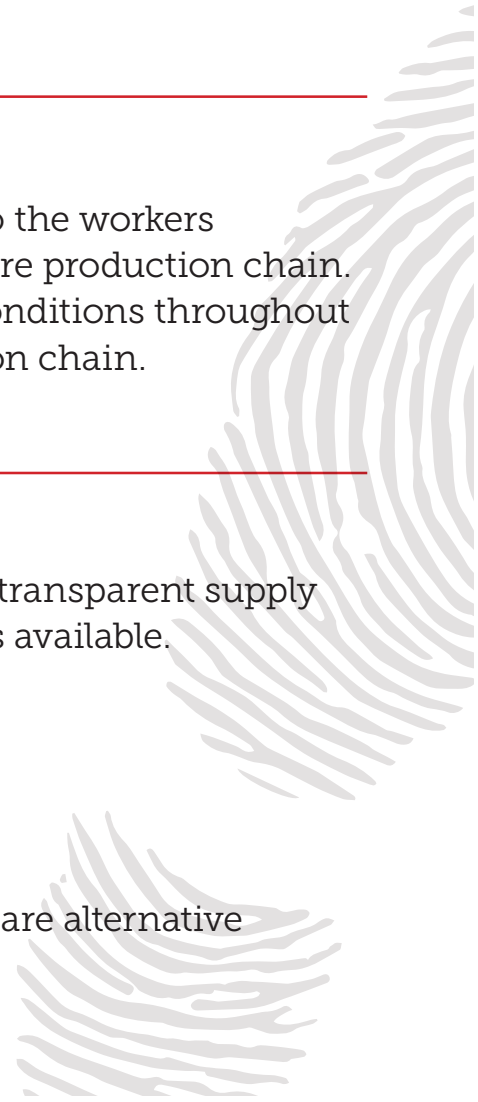 the workers
re production chain.
onditions throughout
on chain.
transparent supply
s available.
are alternative